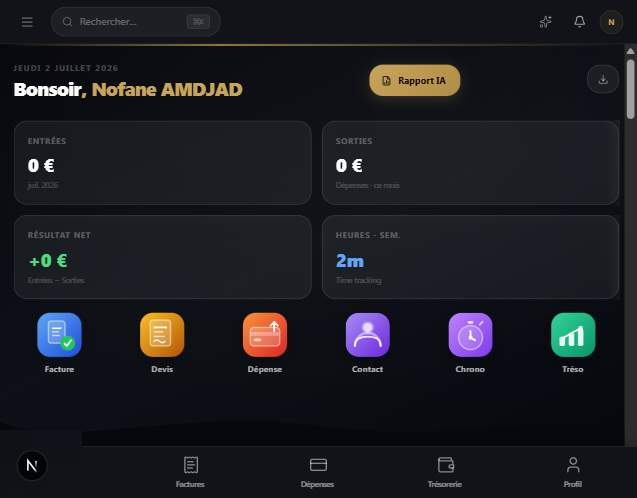 Rechercher...
⌘K
N
JEUDI 2 JUILLET 2026
Bonsoir, Nofane AMDJAD
Rapport IA
ENTRÉES
0 €
juil. 2026
SORTIES
0 €
Dépenses · ce mois
RÉSULTAT NET
+0 €
Entrées − Sorties
HEURES · SEM.
2m
Time tracking
Facture
Devis
Dépense
Contact
Chrono
Tréso
N
Factures
Dépenses
Trésorerie
Profil